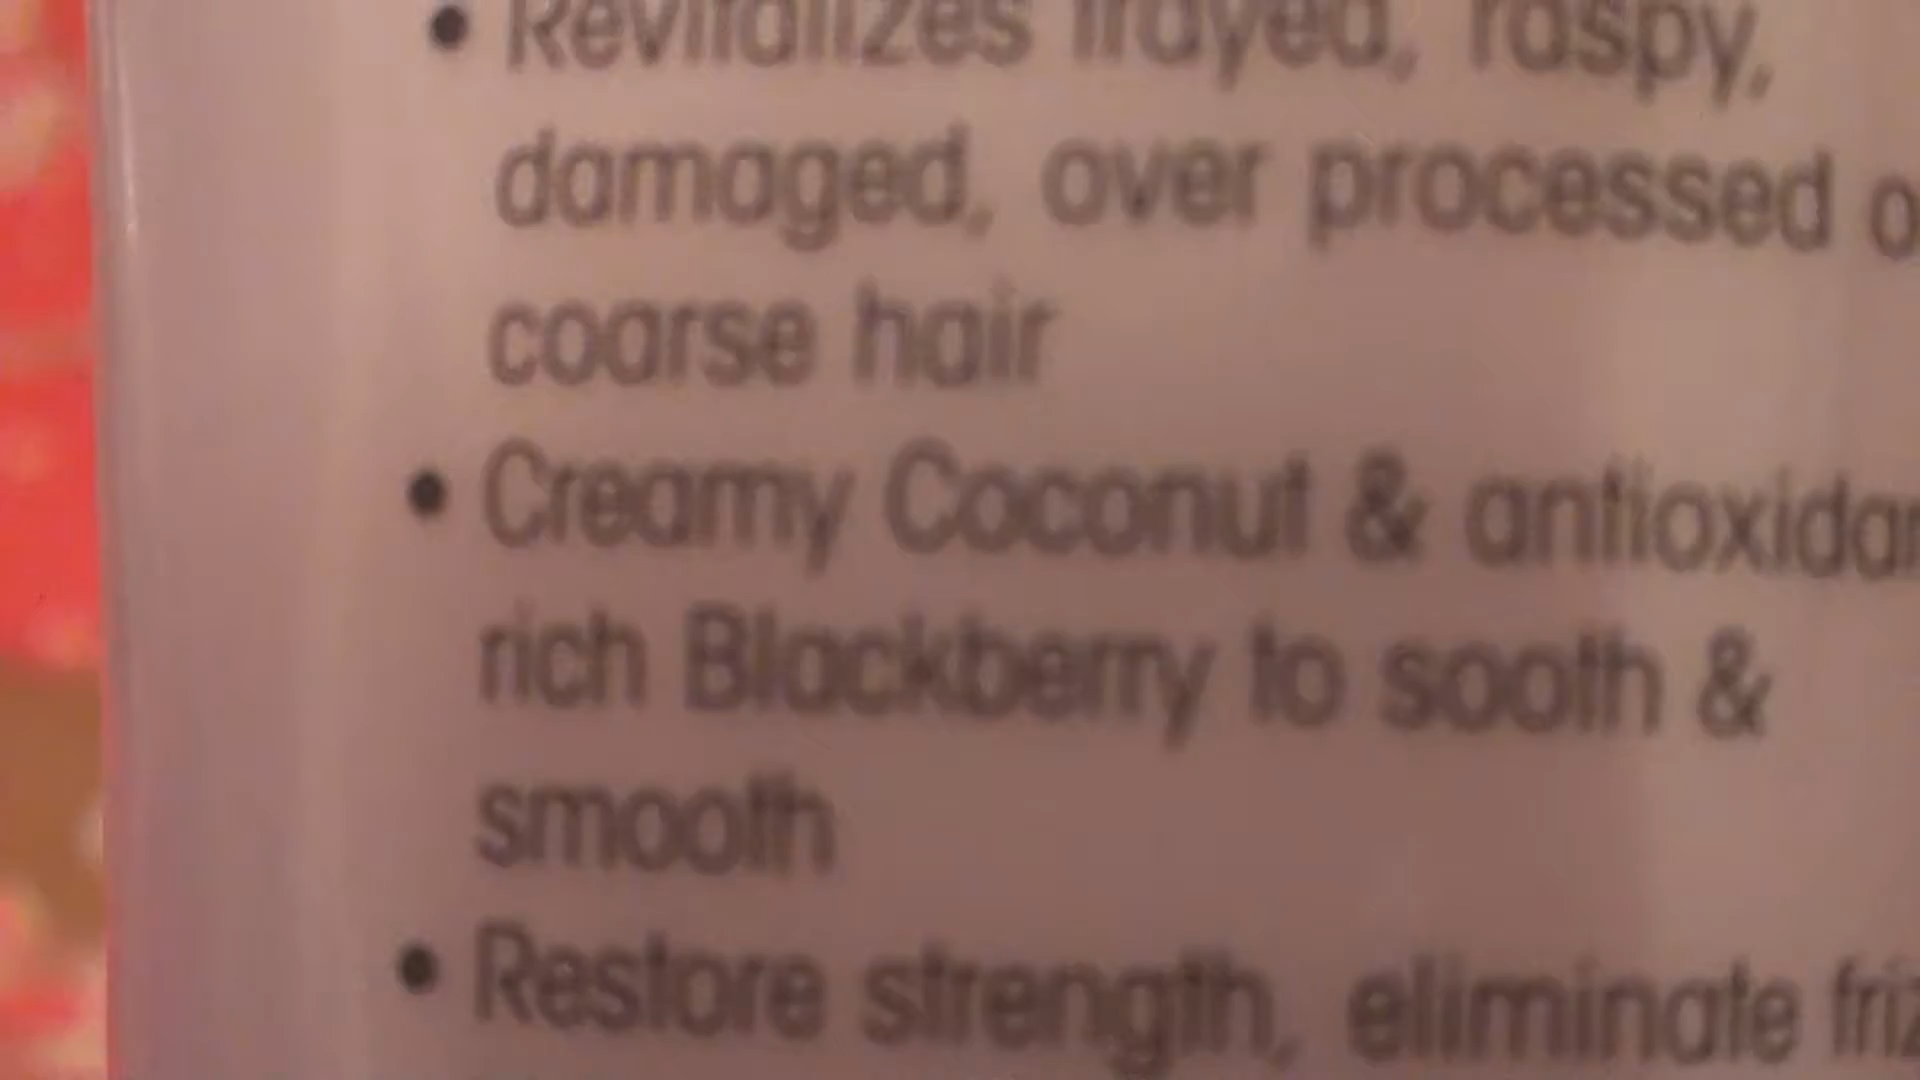 • Revitalizes frayed, raspy,
damaged, over processed o
coarse hair
• Creamy Coconut & antioxidan
rich Blackberry to sooth &
smooth
• Restore strength, eliminate friz